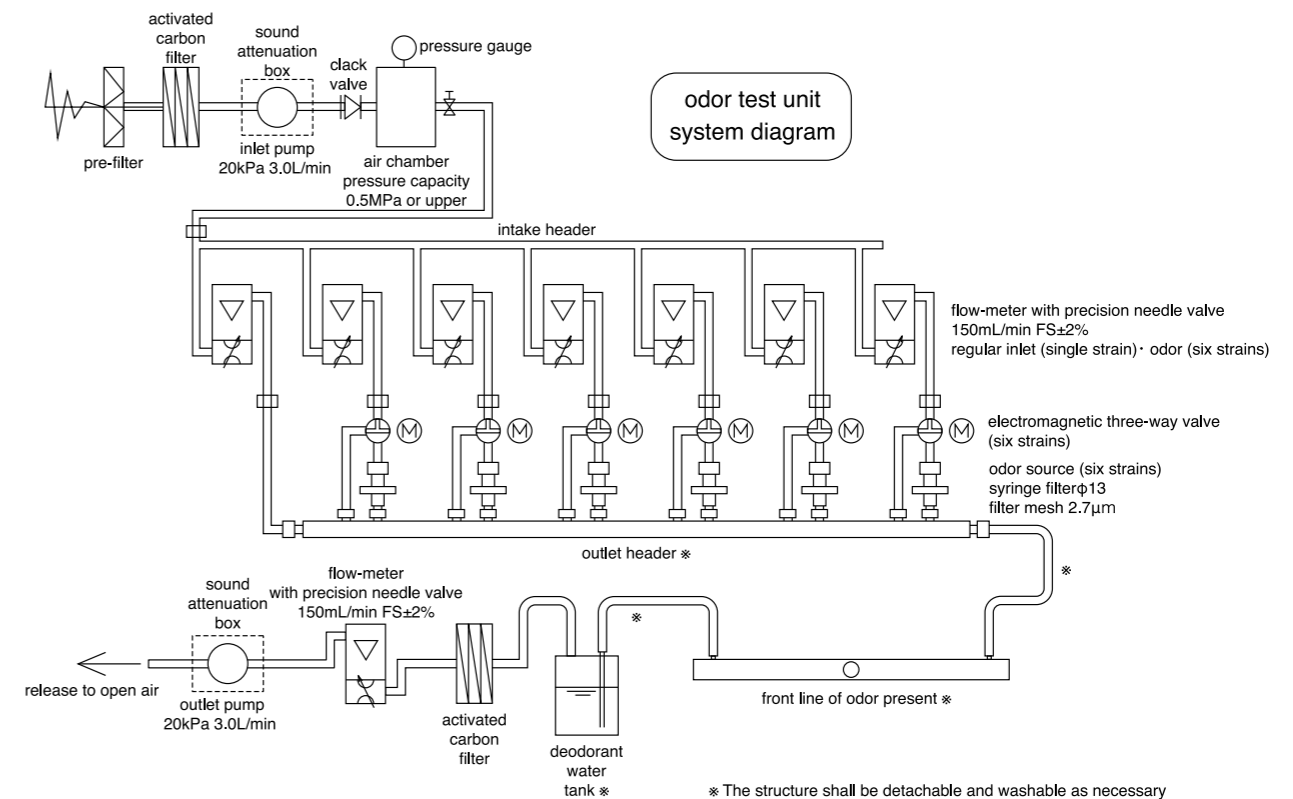 activated
carbon
filter
sound
attenuation
box
clack
valve
pressure gauge
pre-filter
inlet pump
20kPa 3.0L/min
air chamber
pressure capacity
0.5MPa or upper
odor test unit
system diagram
intake header
flow-meter with precision needle valve
150mL/min FS±2%
regular inlet (single strain)・odor (six strains)
M
M
M
M
M
M
electromagnetic three-way valve
(six strains)
odor source (six strains)
syringe filterφ13
filter mesh 2.7μm
outlet header ※
※
flow-meter
with precision needle valve
150mL/min FS±2%
sound
attenuation
box
release to open air
outlet pump
20kPa 3.0L/min
activated
carbon
filter
※
deodorant
water
tank ※
front line of odor present ※
※ The structure shall be detachable and washable as necessary